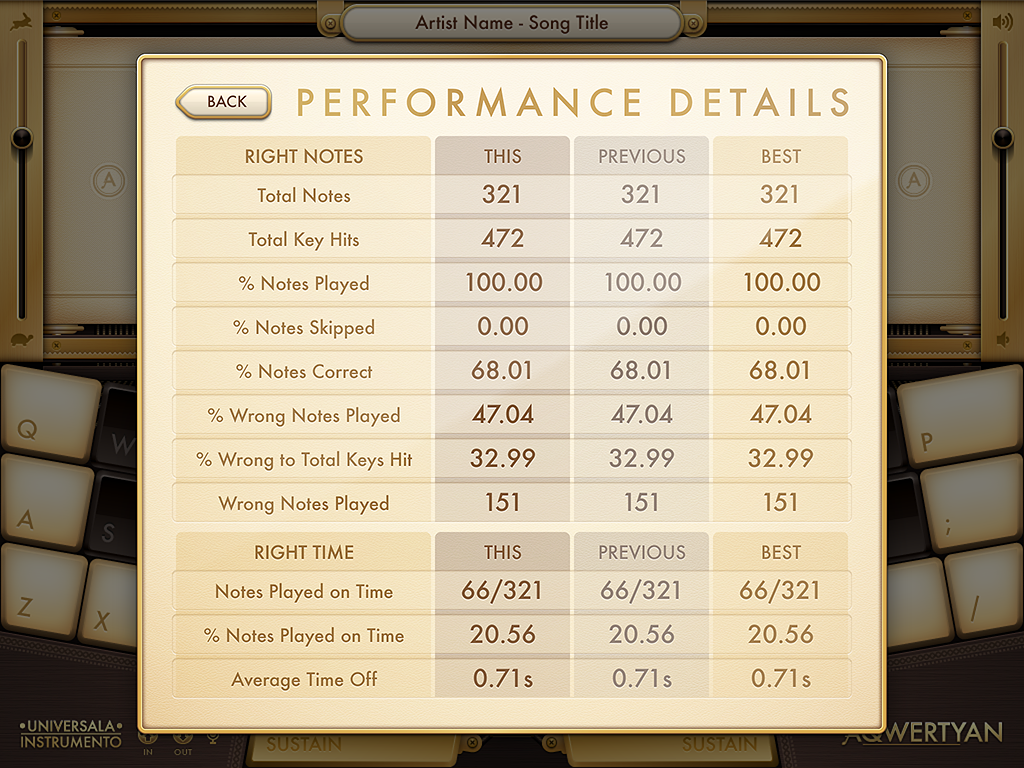 Artist Name - Song Title
BACK
PERFORMANCE DETAILS
RIGHT NOTES THIS PREVIOUS BEST
Total Notes 321 321 321
Total Key Hits 472 472 472
% Notes Played 100.00 100.00 100.00
% Notes Skipped 0.00 0.00 0.00
% Notes Correct 68.01 68.01 68.01
% Wrong Notes Played 47.04 47.04 47.04
% Wrong to Total Keys Hit 32.99 32.99 32.99
Wrong Notes Played 151 151 151
RIGHT TIME THIS PREVIOUS BEST
Notes Played on Time 66/321 66/321 66/321
% Notes Played on Time 20.56 20.56 20.56
Average Time Off 0.71s 0.71s 0.71s
A A
Q W P
A S ;
Z X /
•UNIVERSALA•
INSTRUMENTO
IN OUT
SUSTAIN SUSTAIN
AQWERTYAN